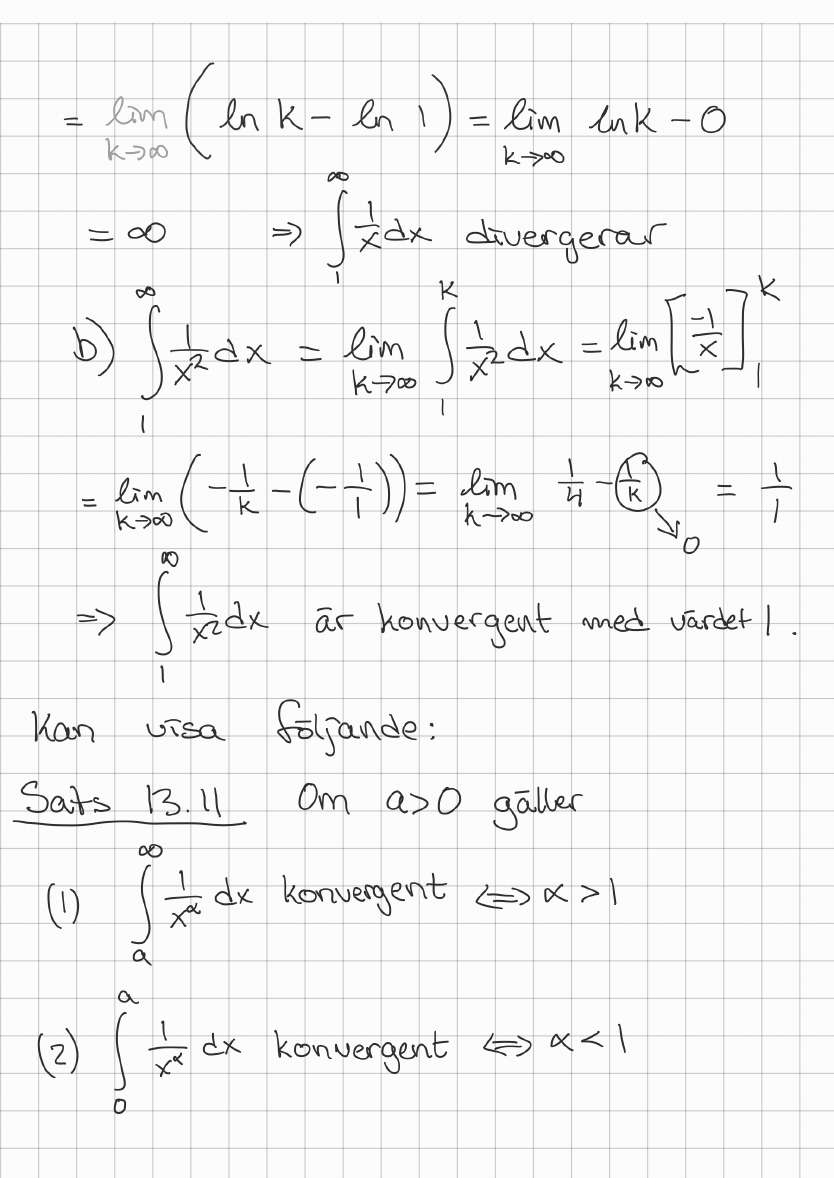 = lim k→∞ (ln k − ln 1) = lim k→∞ ln k − 0
= ∞ ⇒ ∫₁^∞ 1/x dx divergerar
b) ∫₁^∞ 1/x² dx = lim k→∞ ∫₁^k 1/x² dx = lim k→∞ [-1/x]₁^k
= lim k→∞ (−1/k − (−1/1)) = lim k→∞ 1/1 − 1/k → 0 = 1/1
⇒ ∫₁^∞ 1/x² dx är konvergent med värdet 1.
Kan visa följande:
Sats 13.11 Om a>0 gäller
(1) ∫ₐ^∞ 1/x^α dx konvergent ⇔ α > 1
(2) ∫₀^a 1/x^α dx konvergent ⇔ α < 1